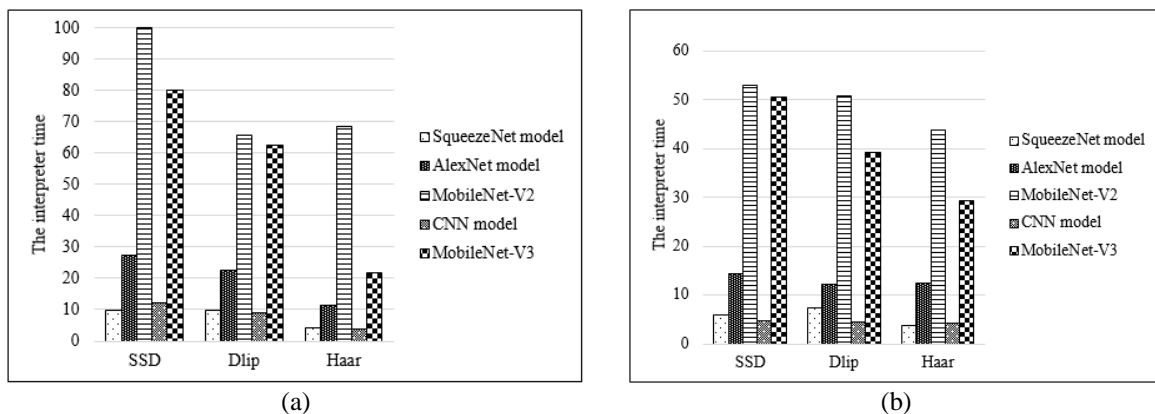 100
90
80
70
60
50
40
30
20
10
0
The interpreter time
SSD
Dlip
Haar
SqueezeNet model
AlexNet model
MobileNet-V2
CNN model
MobileNet-V3
(a)
60
50
40
30
20
10
0
The interpreter time
SSD
Dlip
Haar
SqueezeNet model
AlexNet model
MobileNet-V2
CNN model
MobileNet-V3
(b)